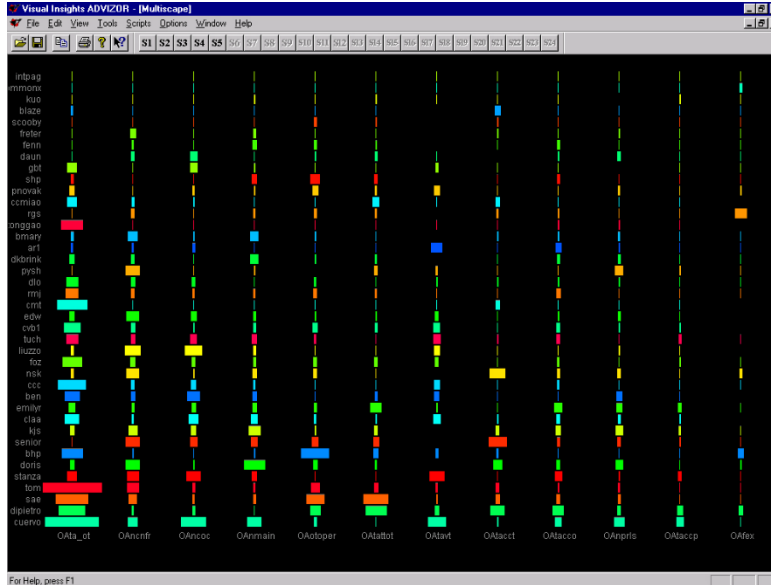 Visual Insights ADVIZOR - [Multiscape]
File Edit View Tools Scripts Options Window Help
S1 S2 S3 S4 S5 S6 S7 S8 S9 S10 S11 S12 S13 S14 S15 S16 S17 S18 S19 S20 S21 S22 S23 S24
intpag
ommonx
kuo
blaze
scooby
freter
fenn
daun
gbt
shp
pnovak
ccmiao
rgs
onggao
bmary
ar1
dkbrink
pysh
dlo
rmj
cmt
edw
cvb1
tuch
liuzzo
foz
nsk
ccc
ben
emilyr
claa
kjs
senior
bhp
doris
stanza
tom
sae
dipietro
cuervo
OAta_ot OAncnfr OAncoc OAnmain OAotoper OAtattot OAtavt OAtacct OAtacco OAnprls OAtaccp OAfex
For Help, press F1